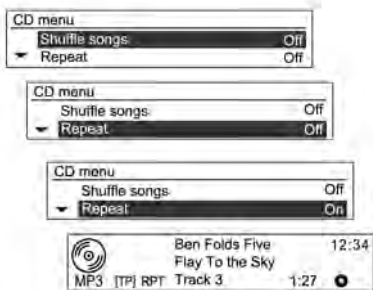 CD menu
Shuffle songs Off
Repeat Off
CD menu
Shuffle songs Off
Repeat Off
CD menu
Shuffle songs Off
Repeat On
Ben Folds Five 12:34
Flay To the Sky
MP3 [TP] RPT Track 3 1:27